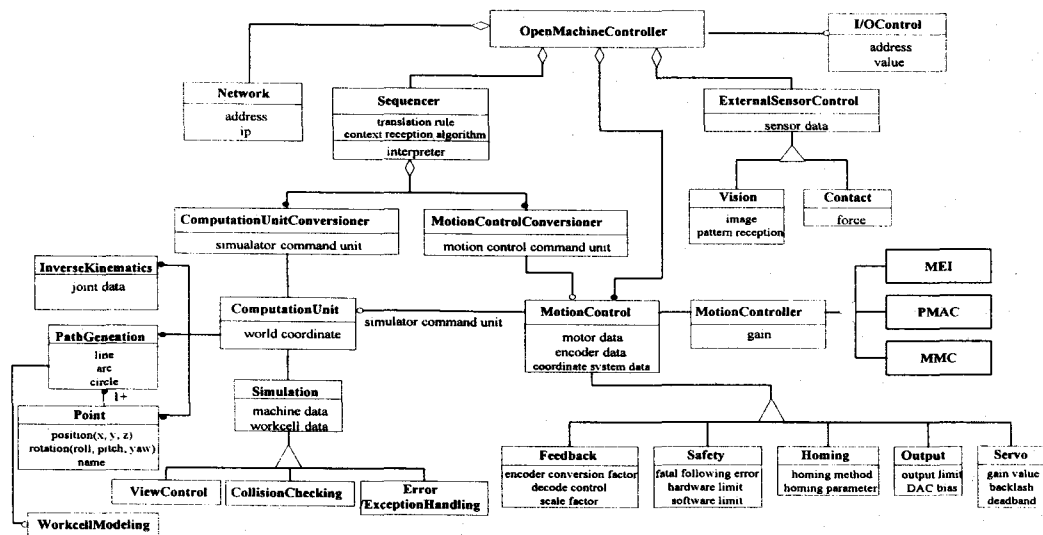 OpenMachineController
I/OControl
address
value
Network
address
ip
Sequencer
translation rule
context reception algorithm
interpreter
ExternalSensorControl
sensor data
Vision
image
pattern reception
Contact
force
ComputationUnitConversioner
simualator command unit
MotionControlConversioner
motion control command unit
InverseKinematics
joint data
ComputationUnit
world coordinate
simulator command unit
MotionControl
motor data
encoder data
coordinate system data
MotionController
gain
MEI
PMAC
MMC
PathGeneation
line
arc
circle
1+
Point
position(x, y, z)
rotation(roll, pitch, yaw)
name
Simulation
machine data
workcell data
ViewControl
CollisionChecking
Error
/ExceptionHandling
WorkcellModeling
Feedback
encoder conversion factor
decode control
scale factor
Safety
fatal following error
hardware limit
software limit
Homing
homing method
homing parameter
Output
output limit
DAC bias
Servo
gain value
backlash
deadband